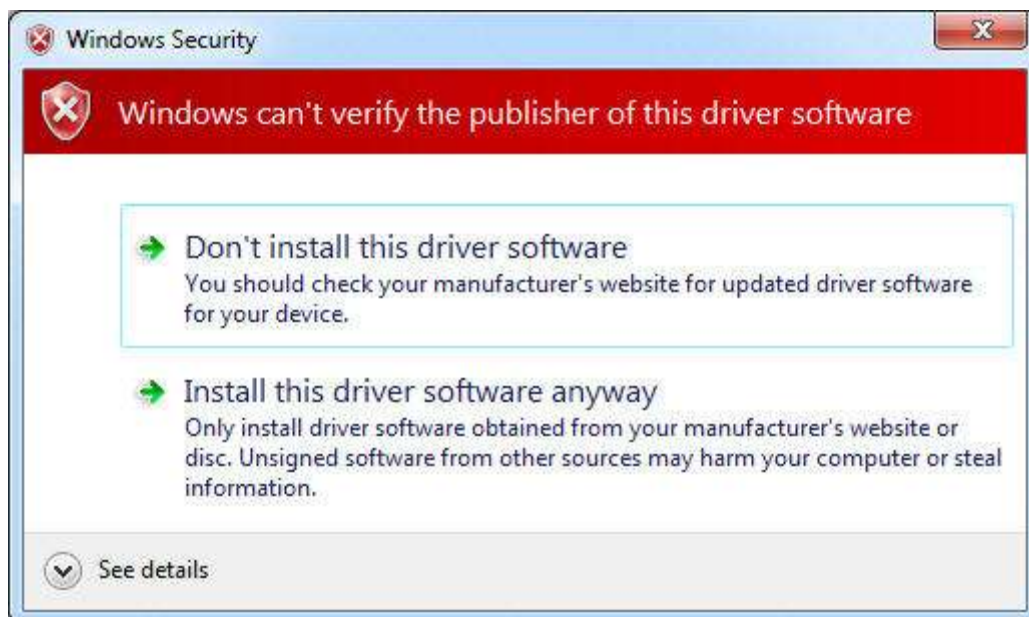 Windows Security
Windows can't verify the publisher of this driver software
Don't install this driver software
You should check your manufacturer's website for updated driver software
for your device.
Install this driver software anyway
Only install driver software obtained from your manufacturer's website or
disc. Unsigned software from other sources may harm your computer or steal
information.
See details